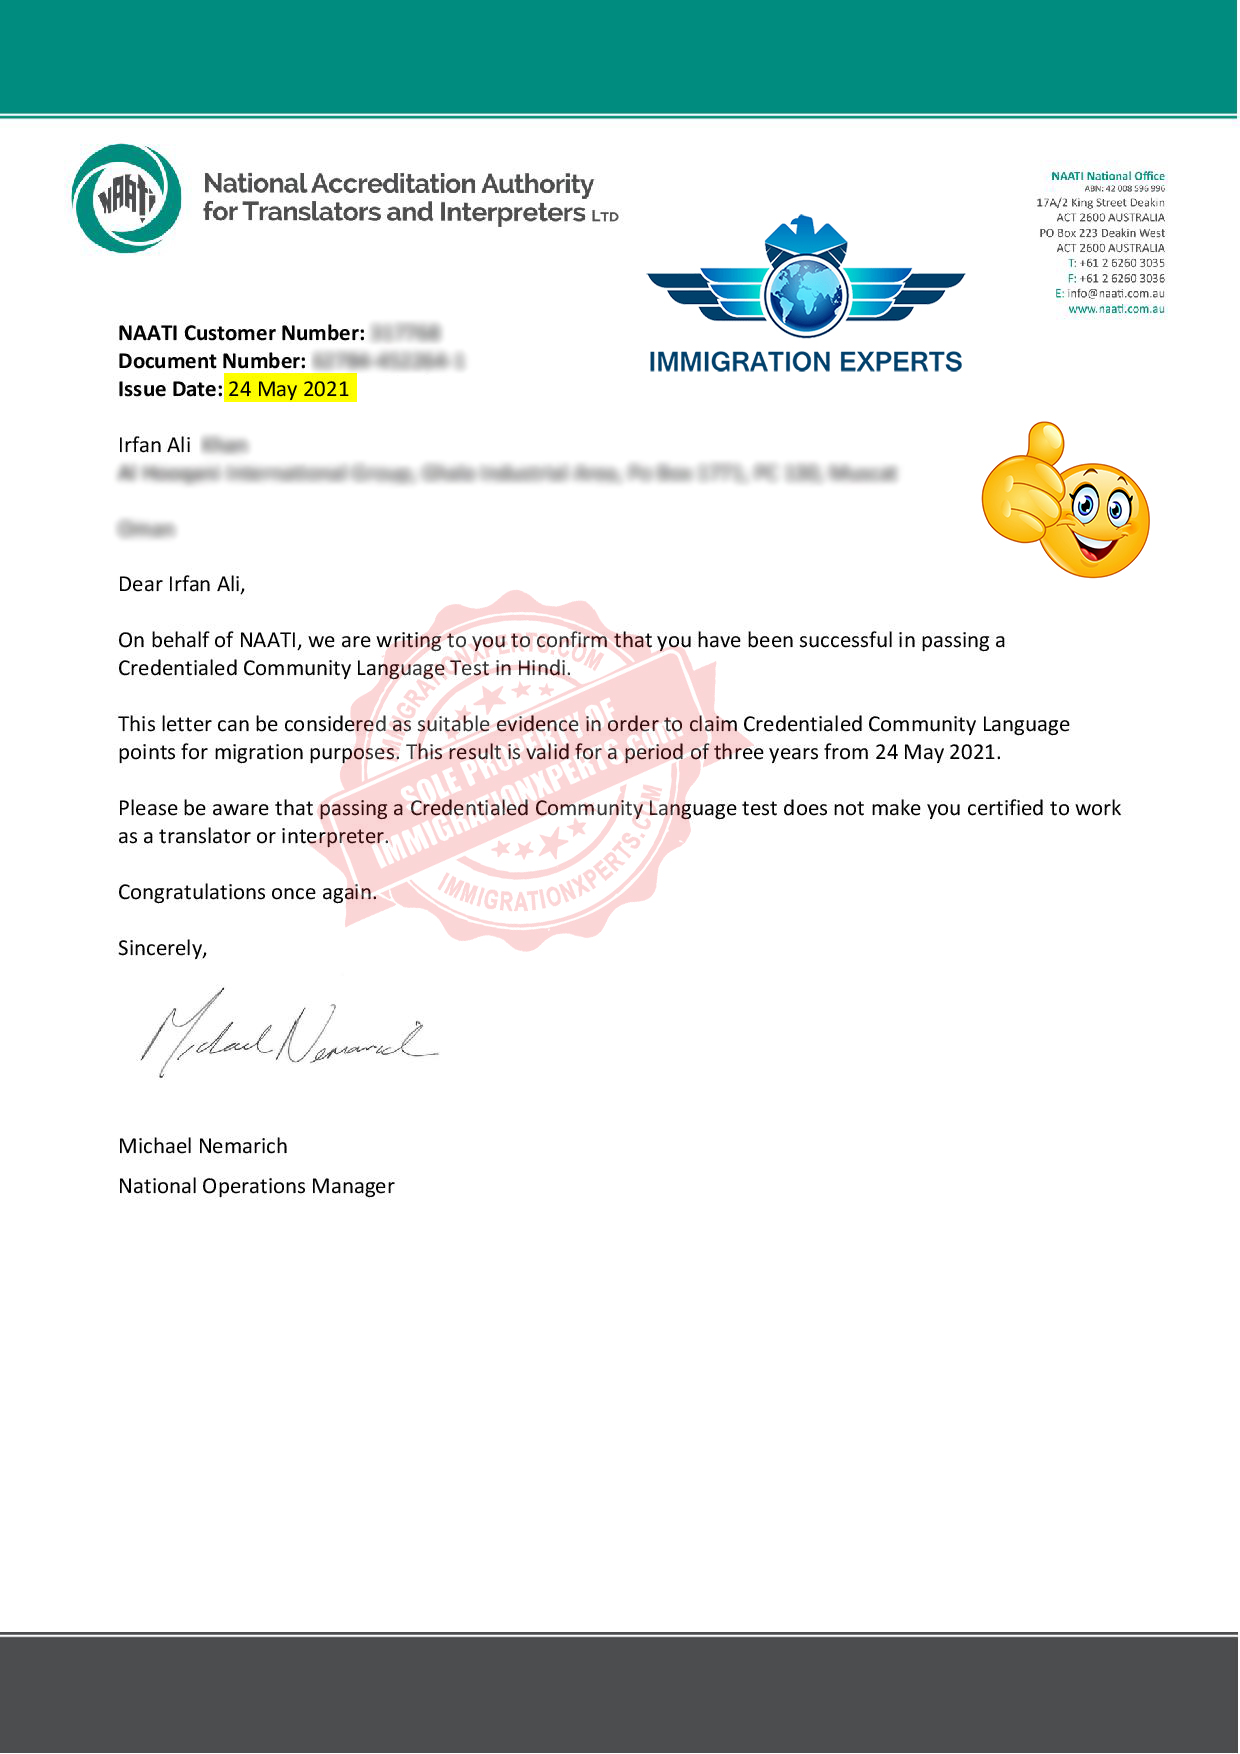 NAATI
National Accreditation Authority
for Translators and Interpreters LTD
NAATI National Office
ABN: 42 008 596 996
17A/2 King Street Deakin
ACT 2600 AUSTRALIA
PO Box 223 Deakin West
ACT 2600 AUSTRALIA
T: +61 2 6260 3035
F: +61 2 6260 3036
E: info@naati.com.au
www.naati.com.au
IMMIGRATION EXPERTS
NAATI Customer Number:
Document Number:
Issue Date: 24 May 2021
Irfan Ali
Dear Irfan Ali,
On behalf of NAATI, we are writing to you to confirm that you have been successful in passing a
Credentialed Community Language Test in Hindi.
This letter can be considered as suitable evidence in order to claim Credentialed Community Language
points for migration purposes. This result is valid for a period of three years from 24 May 2021.
Please be aware that passing a Credentialed Community Language test does not make you certified to work
as a translator or interpreter.
Congratulations once again.
Sincerely,
IMMIGRATIONXPERTS.COM
SOLE PROPERTY OF
IMMIGRATIONXPERTS.COM
IMMIGRATIONXPERTS.COM
Michael Nemarich
Michael Nemarich
National Operations Manager